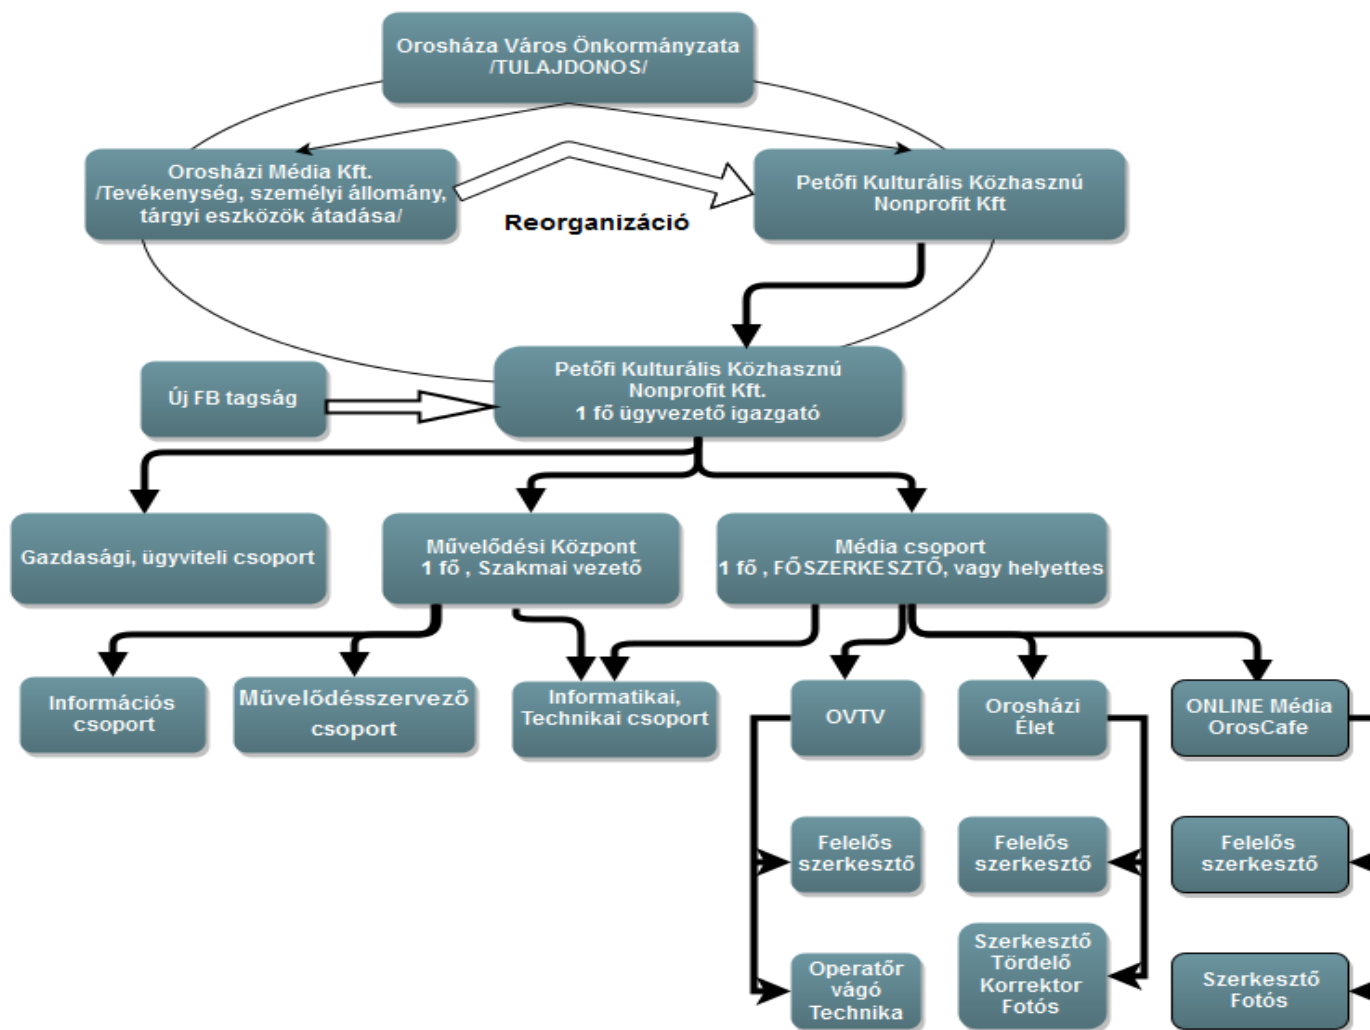 Orosháza Város Önkormányzata
/TULAJDONOS/
Orosházi Média Kft.
/Tevékenység, személyi állomány,
tárgyi eszközök átadása/
Reorganizáció
Petőfi Kulturális Közhasznú
Nonprofit Kft
Új FB tagság
Petőfi Kulturális Közhasznú
Nonprofit Kft.
1 fő ügyvezető igazgató
Gazdasági, ügyviteli csoport
Művelődési Központ
1 fő , Szakmai vezető
Média csoport
1 fő , FŐSZERKESZTŐ, vagy helyettes
Információs
csoport
Művelődésszervező
csoport
Informatikai,
Technikai csoport
OVTV
Orosházi
Élet
ONLINE Média
OrosCafe
Felelős
szerkesztő
Felelős
szerkesztő
Felelős
szerkesztő
Operatőr
vágó
Technika
Szerkesztő
Tördelő
Korrektor
Fotós
Szerkesztő
Fotós